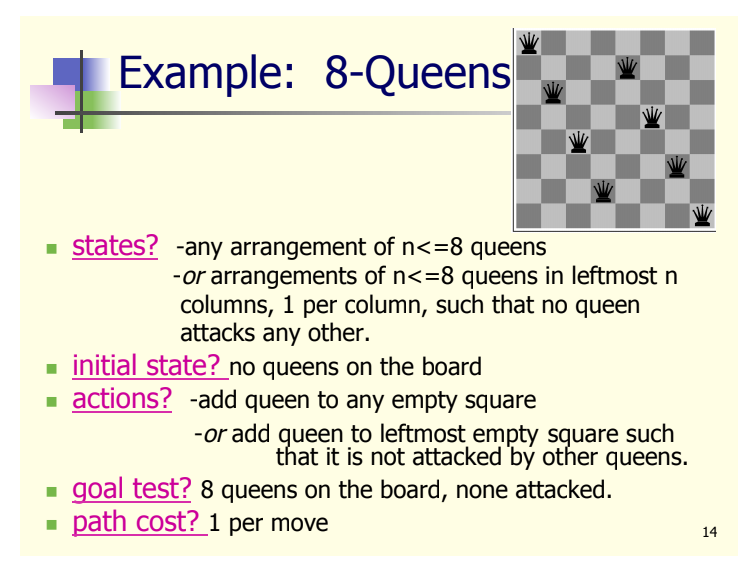 Example: 8-Queens
states? -any arrangement of n<=8 queens
-or arrangements of n<=8 queens in leftmost n
columns, 1 per column, such that no queen
attacks any other.
initial state? no queens on the board
actions? -add queen to any empty square
-or add queen to leftmost empty square such
that it is not attacked by other queens.
goal test? 8 queens on the board, none attacked.
path cost? 1 per move
14